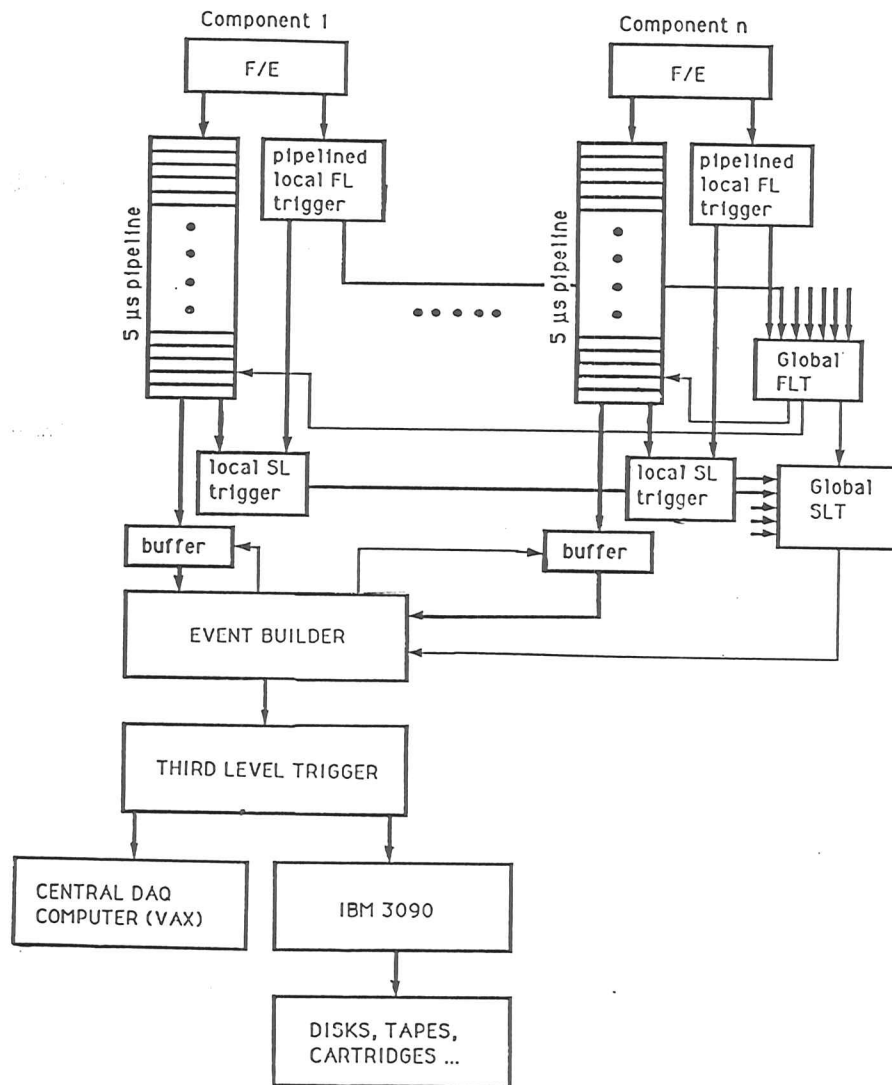 Component 1
Component n
F/E
F/E
pipelined
local FL
trigger
pipelined
local FL
trigger
5 µs pipeline
5 µs pipeline
Global
FLT
local SL
trigger
local SL
trigger
Global
SLT
buffer
buffer
EVENT BUILDER
THIRD LEVEL TRIGGER
CENTRAL DAQ
COMPUTER (VAX)
IBM 3090
DISKS, TAPES,
CARTRIDGES ...